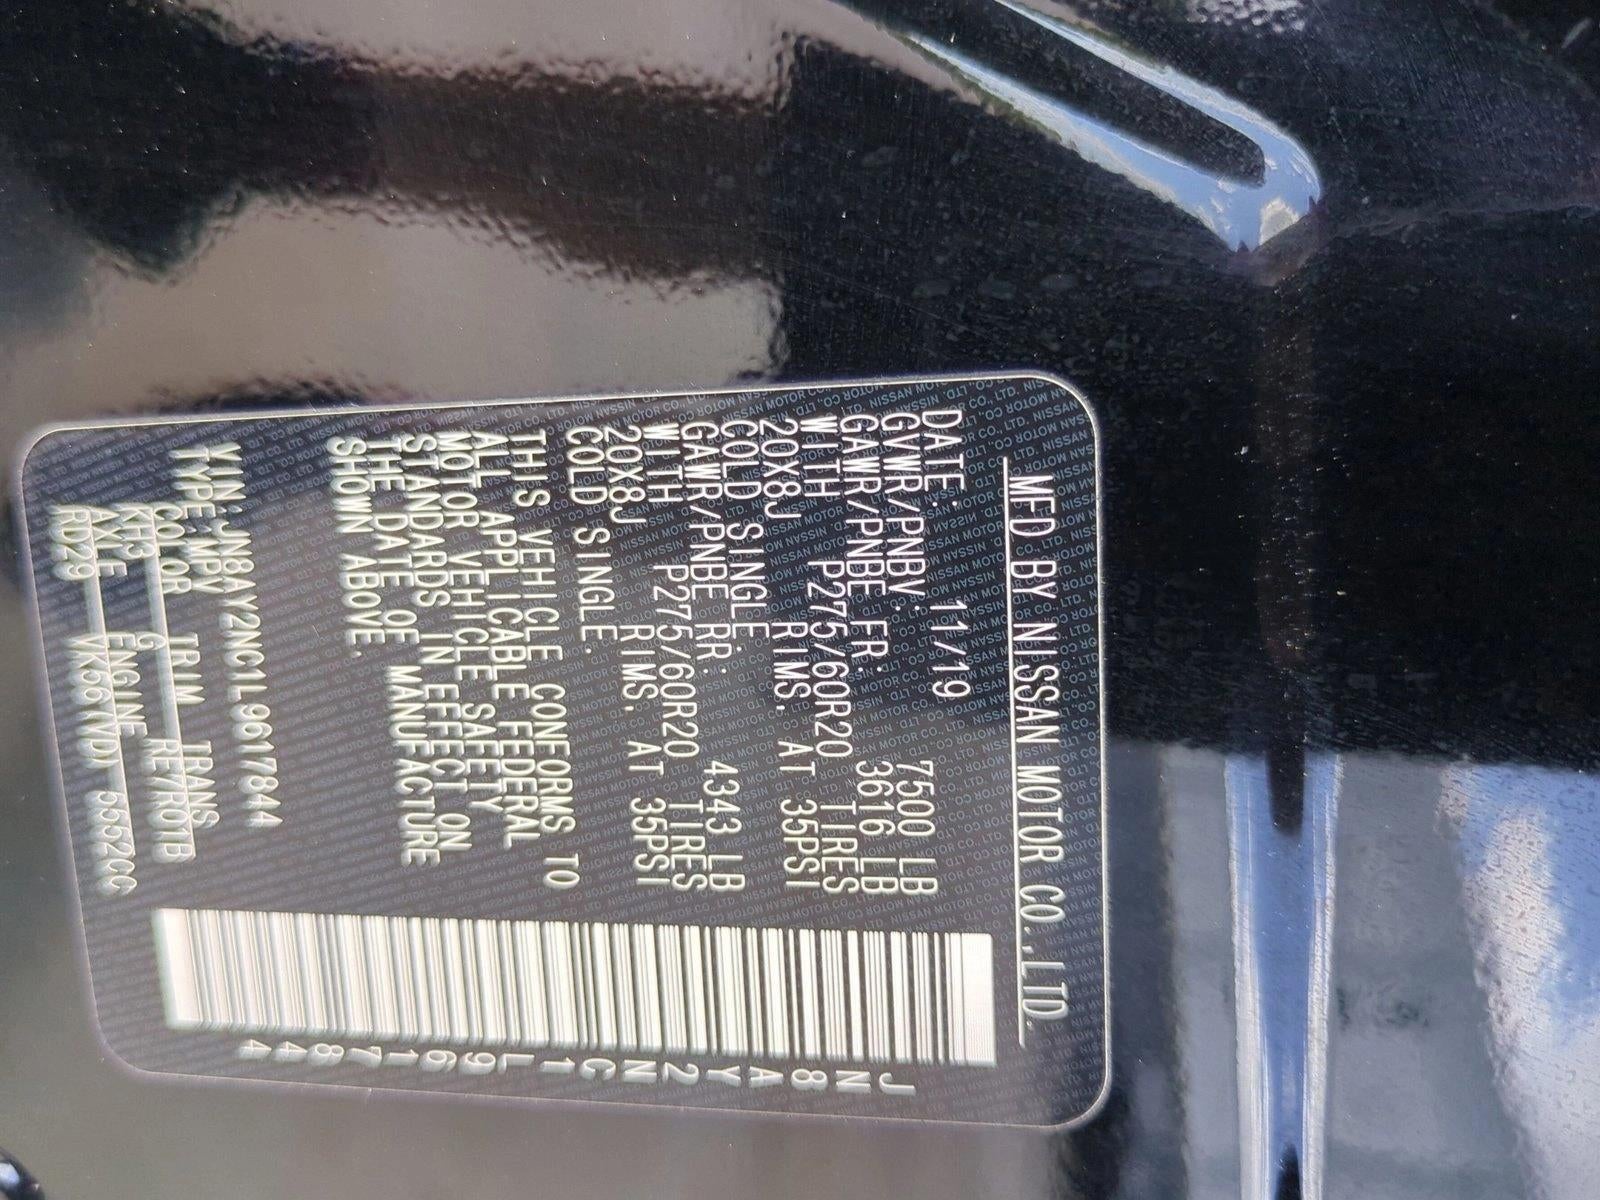 MFD BY NISSAN MOTOR CO.,LTD.
DATE: 11/19
GVWR/PNBV: 7500 LB
GAWR/PNBE FR: 3616 LB
WITH P275/60R20 TIRES
20X8J RIMS. AT 35PSI
COLD SINGLE.
GAWR/PNBE RR: 4343 LB
WITH P275/60R20 TIRES
20X8J RIMS. AT 35PSI
COLD SINGLE.
THIS VEHICLE CONFORMS TO
ALL APPLICABLE FEDERAL
MOTOR VEHICLE SAFETY
STANDARDS IN EFFECT ON
THE DATE OF MANUFACTURE
SHOWN ABOVE.
VIN: JN8AY2NC1L9617844
TYPE:MPV
COLOR TRIM TRANS
KH3 G RE7R01B
AXLE ENGINE
RD29 VK56(VD) 5552CC
JN8AY2NC1L9617844